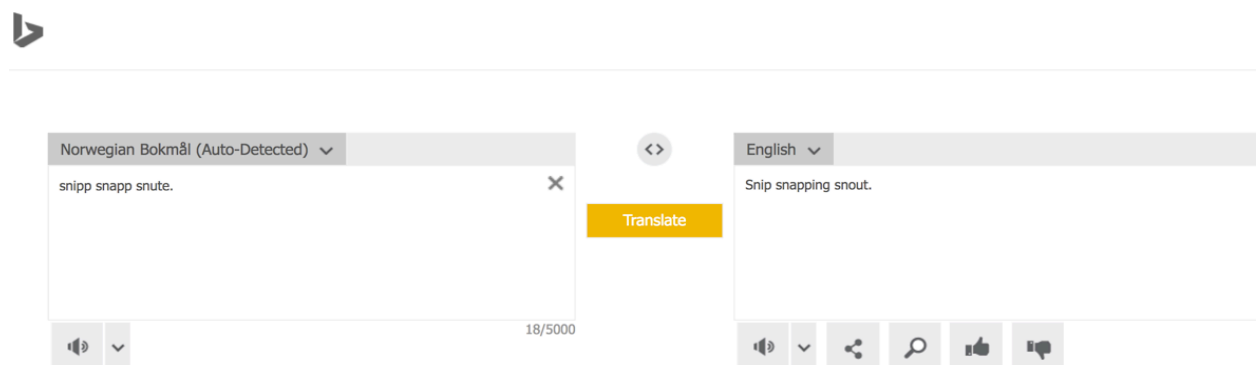 Norwegian Bokmål (Auto-Detected)
English
snipp snapp snute.
Snip snapping snout.
Translate
18/5000